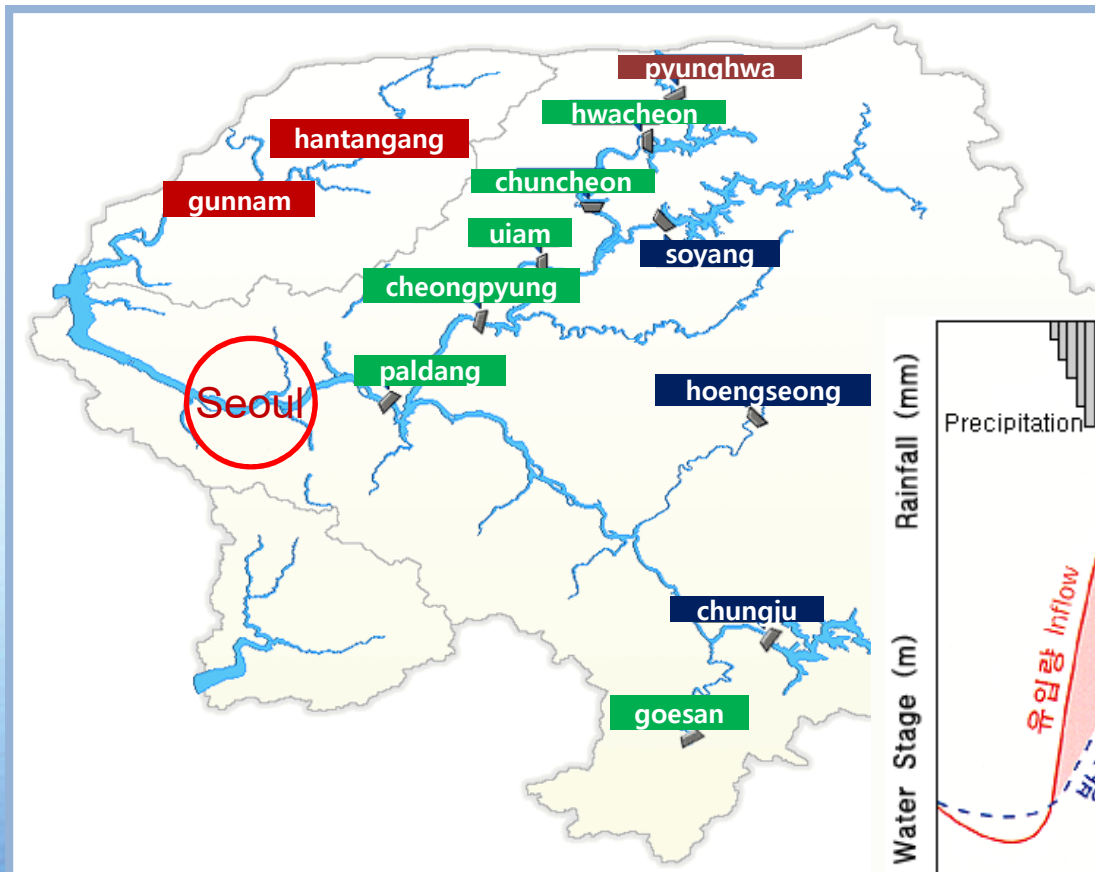 pyunghwa
hwacheon
hantangang
chuncheon
gunnam
uiam
soyang
cheongpyung
paldang
hoengseong
Seoul
chungju
goesan
Rainfall (mm)
Precipitation
Water Stage (m)
유입량 Inflow